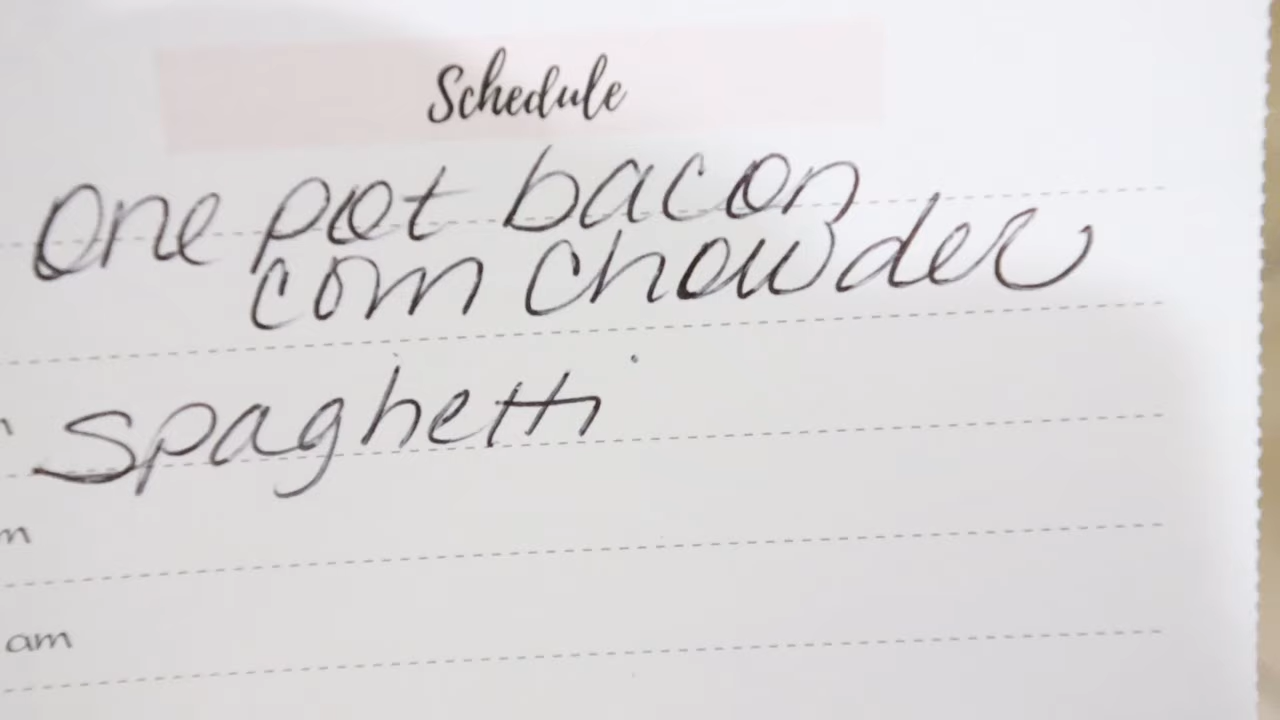 Schedule
One pot bacon
corn chowder
Spaghetti
am